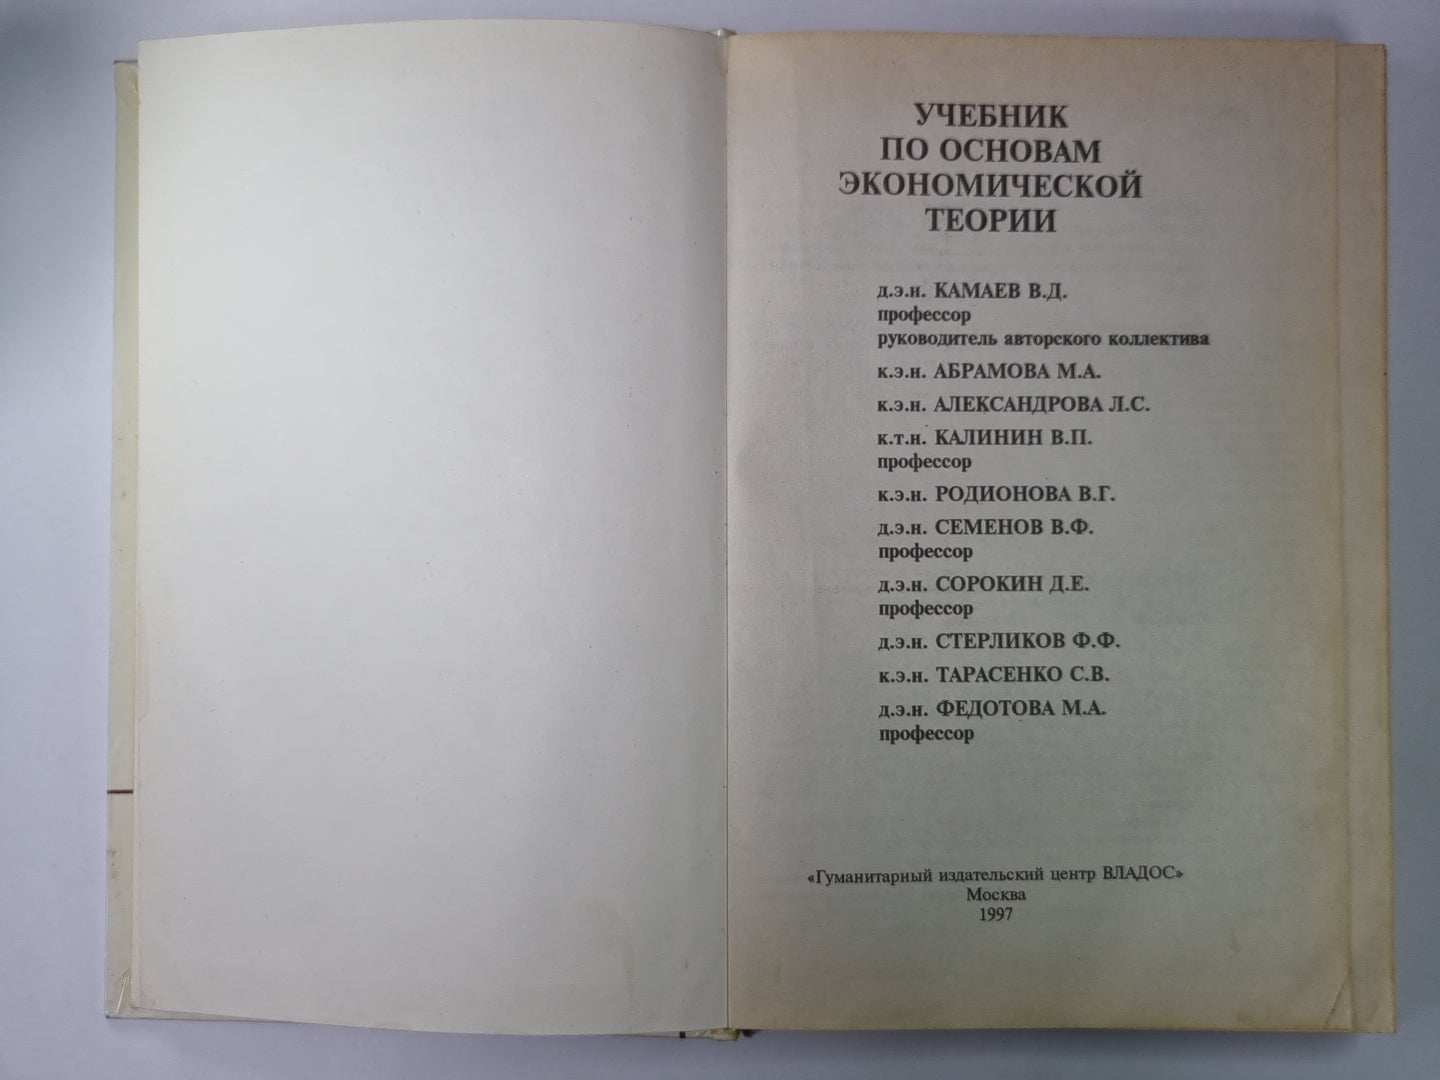 УЧЕБНИК
ПО ОСНОВАМ
ЭКОНОМИЧЕСКОЙ
ТЕОРИИ
д.э.н. КАМАЕВ В.Д.
профессор
руководитель авторского коллектива
к.э.н. АБРАМОВА М.А.
к.э.н. АЛЕКСАНДРОВА Л.С.
к.т.н. КАЛИНИН В.П.
профессор
к.э.н. РОДИОНОВА В.Г.
д.э.н. СЕМЕНОВ В.Ф.
профессор
д.э.н. СОРОКИН Д.Е.
профессор
д.э.н. СТЕРЛИКОВ Ф.Ф.
к.э.н. ТАРАСЕНКО С.В.
д.э.н. ФЕДОТОВА М.А.
профессор
«Гуманитарный издательский центр ВЛАДОС»
Москва
1997